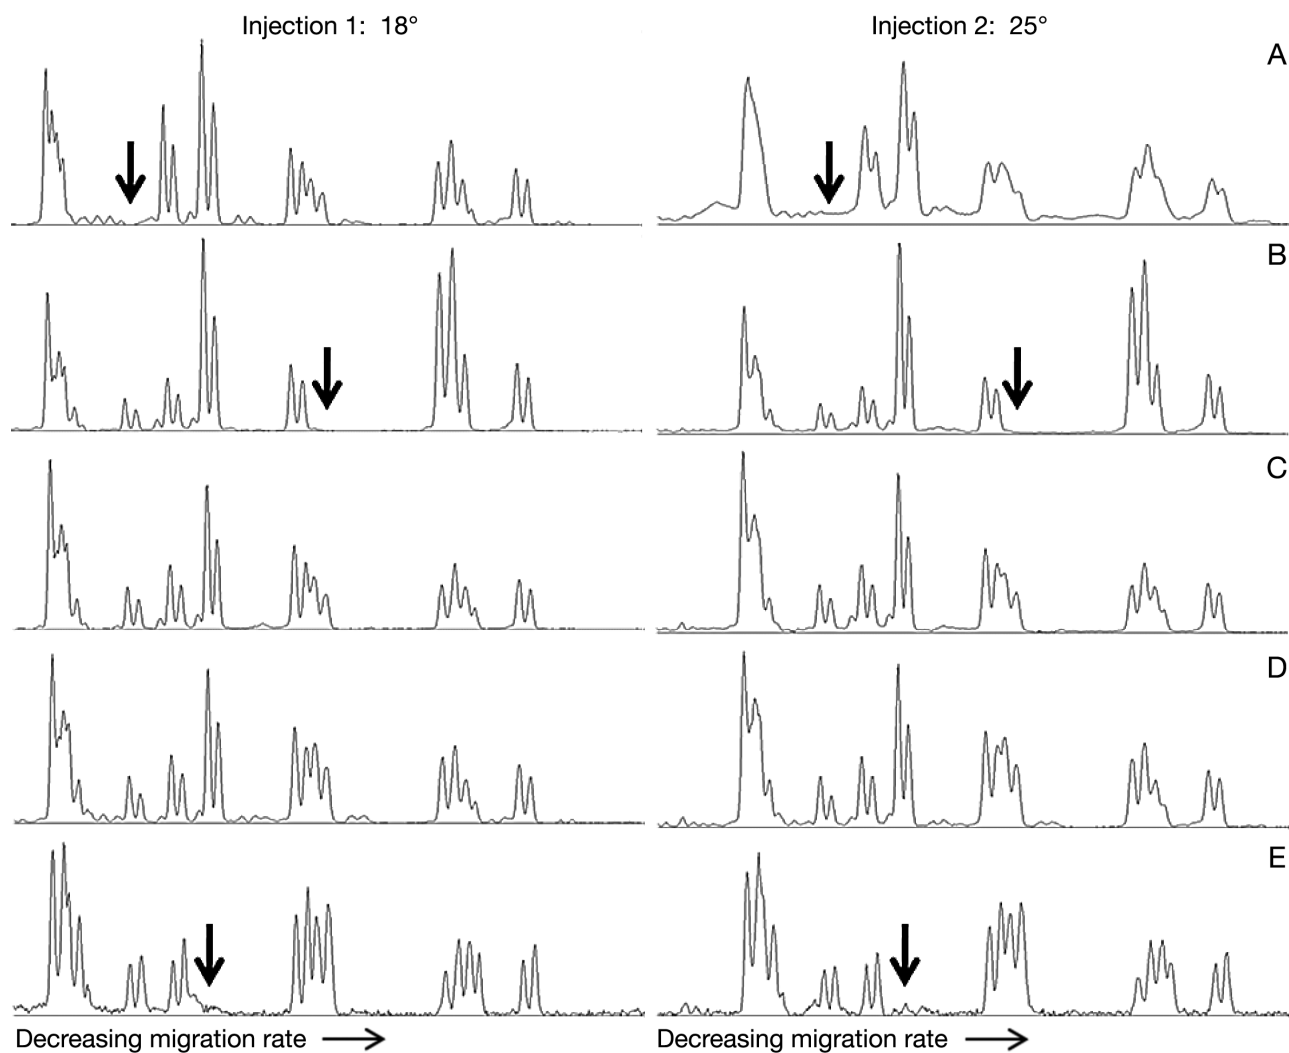 Injection 1: 18°
Injection 2: 25°
A
B
C
D
E
Decreasing migration rate
Decreasing migration rate